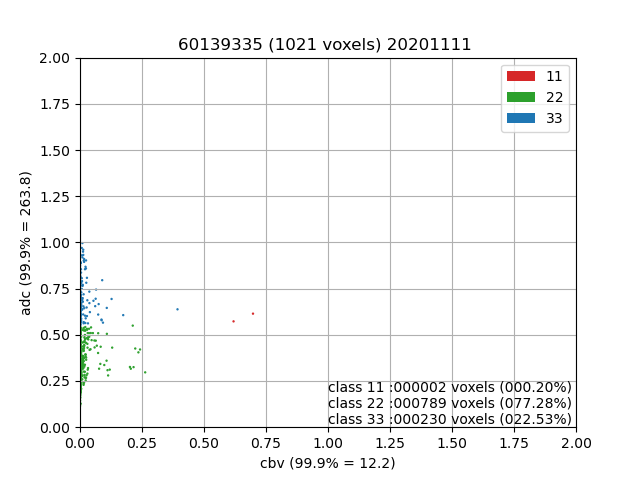 60139335 (1021 voxels) 20201111
2.00
1.75
1.50
1.25
1.00
0.75
0.50
0.25
0.00
adc (99.9% = 263.8)
11
22
33
class 11 :000002 voxels (000.20%)
class 22 :000789 voxels (077.28%)
class 33 :000230 voxels (022.53%)
0.00 0.25 0.50 0.75 1.00 1.25 1.50 1.75 2.00
cbv (99.9% = 12.2)